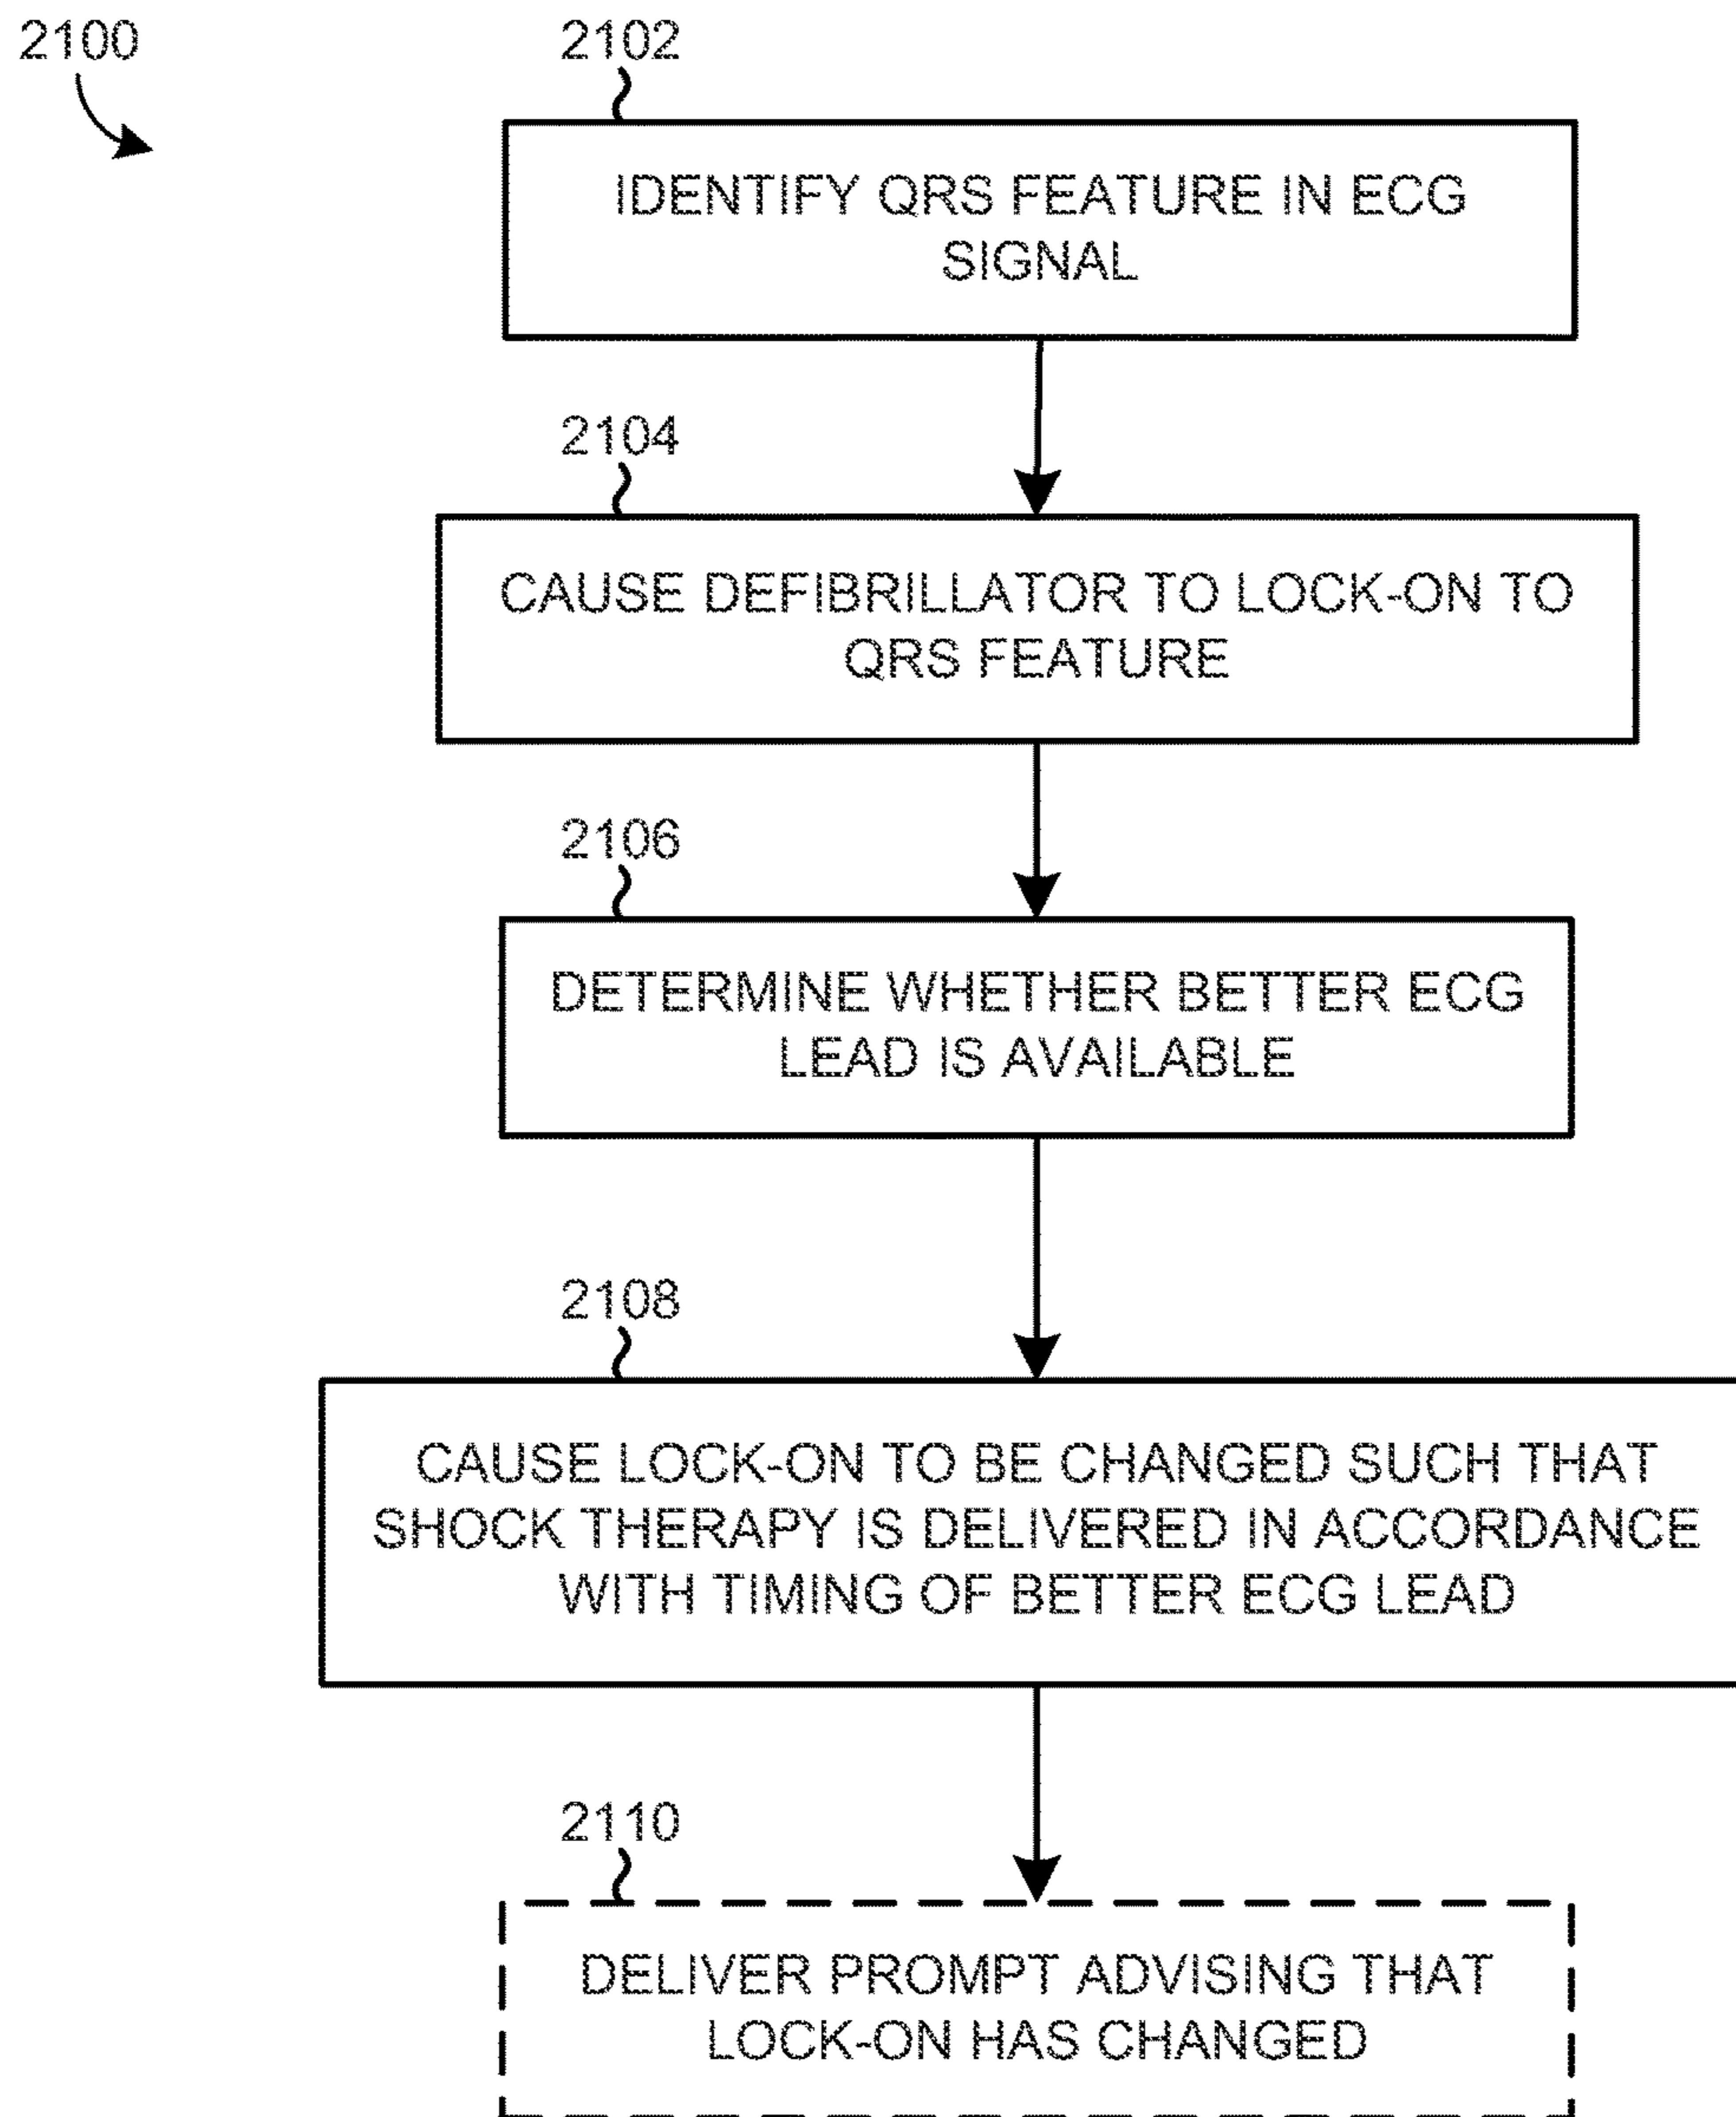 2100
2102
IDENTIFY QRS FEATURE IN ECG
SIGNAL
2104
CAUSE DEFIBRILLATOR TO LOCK-ON TO
QRS FEATURE
2106
DETERMINE WHETHER BETTER ECG
LEAD IS AVAILABLE
2108
CAUSE LOCK-ON TO BE CHANGED SUCH THAT
SHOCK THERAPY IS DELIVERED IN ACCORDANCE
WITH TIMING OF BETTER ECG LEAD
2110
DELIVER PROMPT ADVISING THAT
LOCK-ON HAS CHANGED